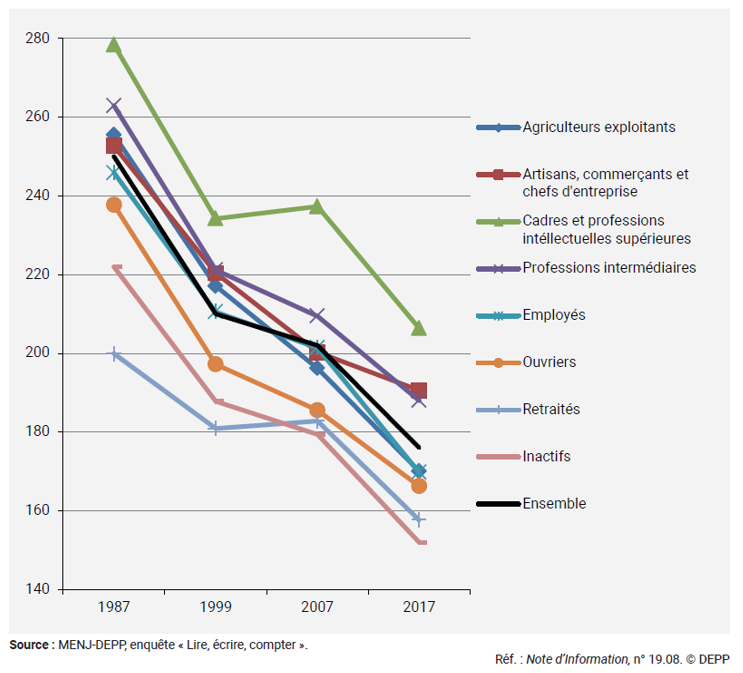 280
260
240
220
200
180
160
140
1987
1999
2007
2017
Agriculteurs exploitants
Artisans, commerçants et
chefs d'entreprise
Cadres et professions
intéllectuelles supérieures
Professions intermédiaires
Employés
Ouvriers
Retraités
Inactifs
Ensemble
Source : MENJ-DEPP, enquête « Lire, écrire, compter ».
Réf. : Note d'Information, n° 19.08. © DEPP